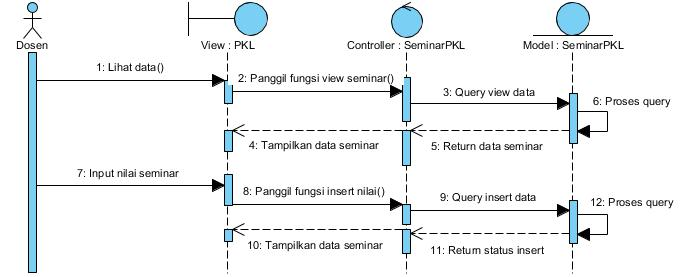 Dosen
View : PKL
Controller : SeminarPKL
Model : SeminarPKL
1: Lihat data()
2: Panggil fungsi view seminar()
3: Query view data
6: Proses query
4: Tampilkan data seminar
5: Return data seminar
7: Input nilai seminar
8: Panggil fungsi insert nilai()
9: Query insert data
12: Proses query
10: Tampilkan data seminar
11: Return status insert